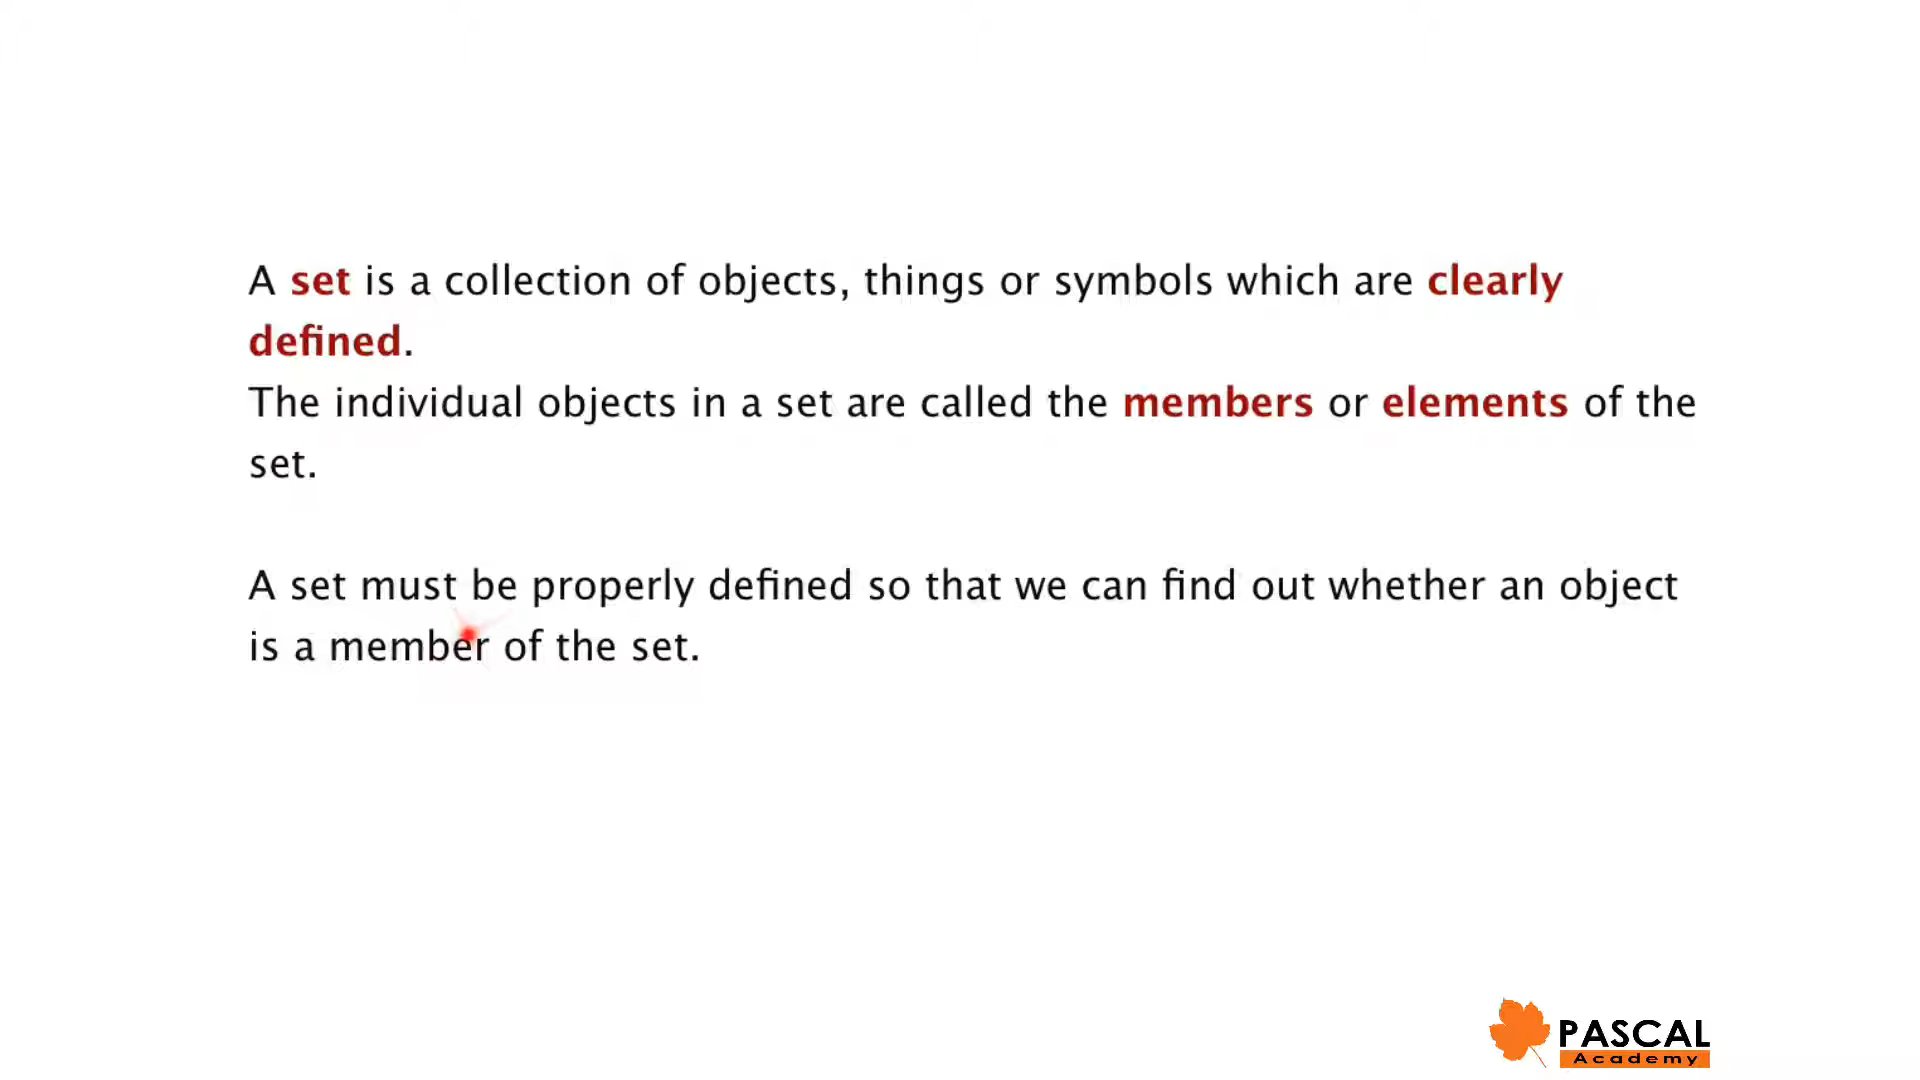 A set is a collection of objects, things or symbols which are clearly
defined.
The individual objects in a set are called the members or elements of the
set.
A set must be properly defined so that we can find out whether an object
is a member of the set.
PASCAL
Academy